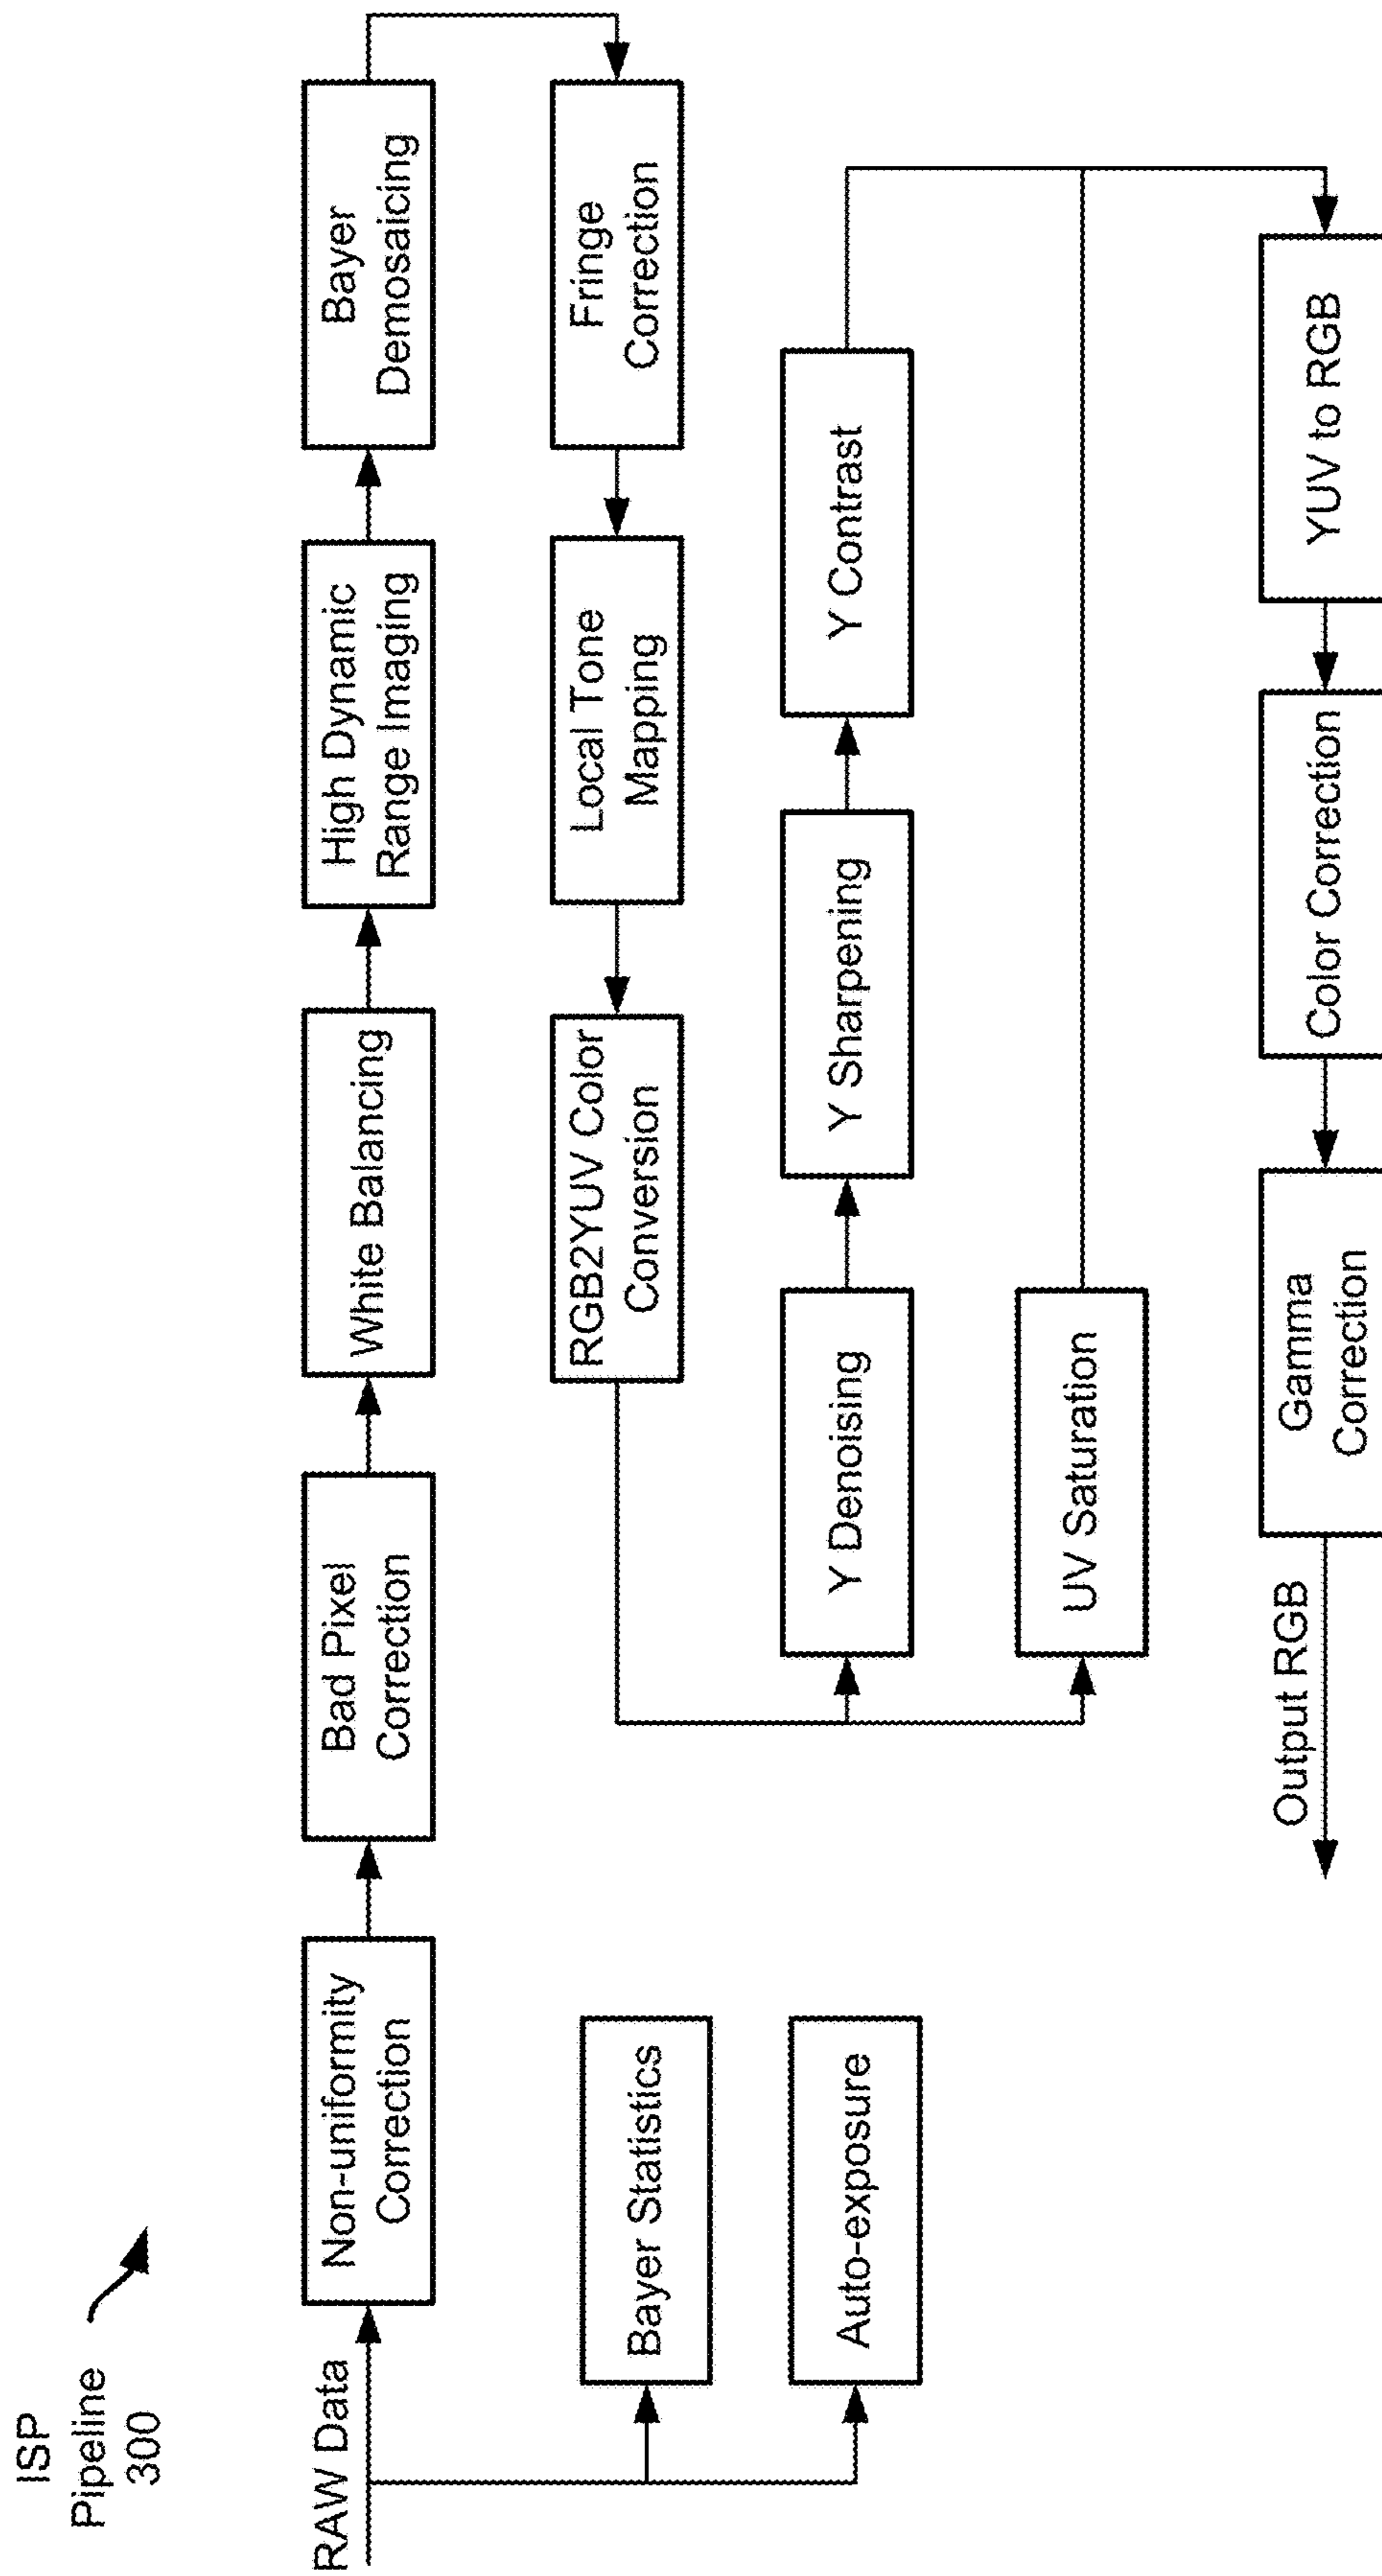 ISP
Pipeline
300
RAW Data
Non-uniformity
Correction
Bad Pixel
Correction
White Balancing
High Dynamic
Range Imaging
Bayer
Demosaicing
Bayer Statistics
Auto-exposure
RGB2YUV Color
Conversion
Local Tone
Mapping
Fringe
Correction
Y Denoising
Y Sharpening
Y Contrast
UV Saturation
Output RGB
Gamma
Correction
Color Correction
YUV to RGB